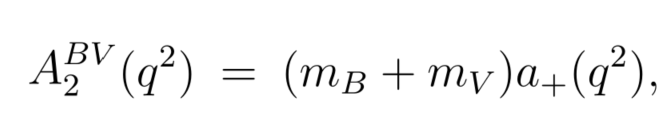 $A_2^{BV}(q^2) = (m_B + m_V)a_+(q^2),$